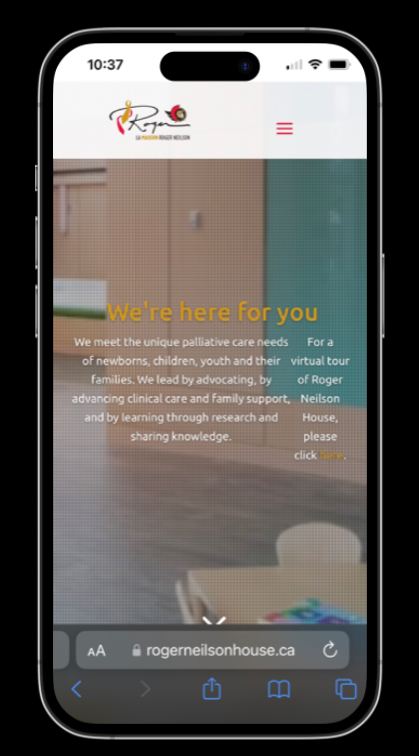 10:37
Roger
LA MAISON ROGER NEILSON
We're here for you
We meet the unique palliative care needs
of newborns, children, youth and their
families. We lead by advocating, by
advancing clinical care and family support,
and by learning through research and
sharing knowledge.
For a
virtual tour
of Roger
Neilson
House,
please
click here.
AA
rogerneilsonhouse.ca